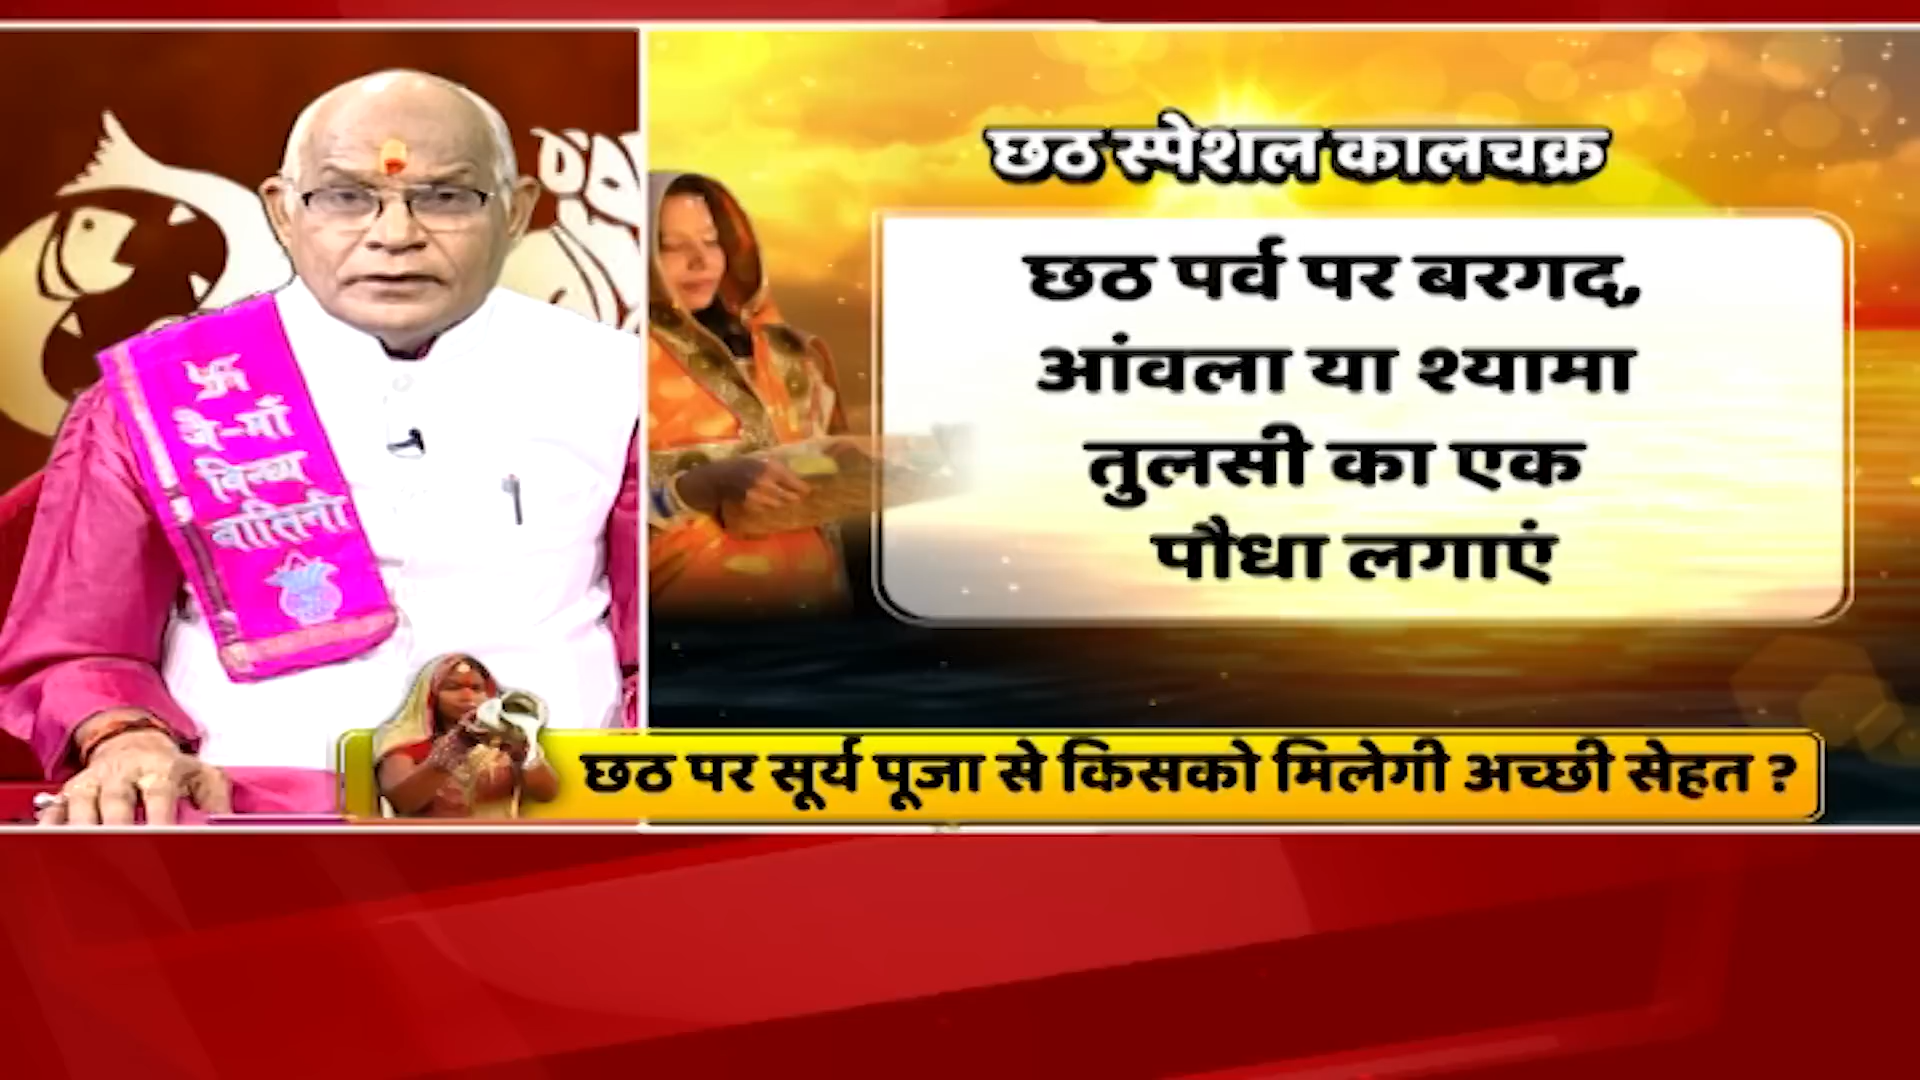 छठ स्पेशल कालचक्र
छठ पर्व पर बरगद,
आंवला या श्यामा
तुलसी का एक
पौधा लगाएं
जै-माँ
विन्ध्य
वासिनी
छठ पर सूर्य पूजा से किसको मिलेगी अच्छी सेहत ?